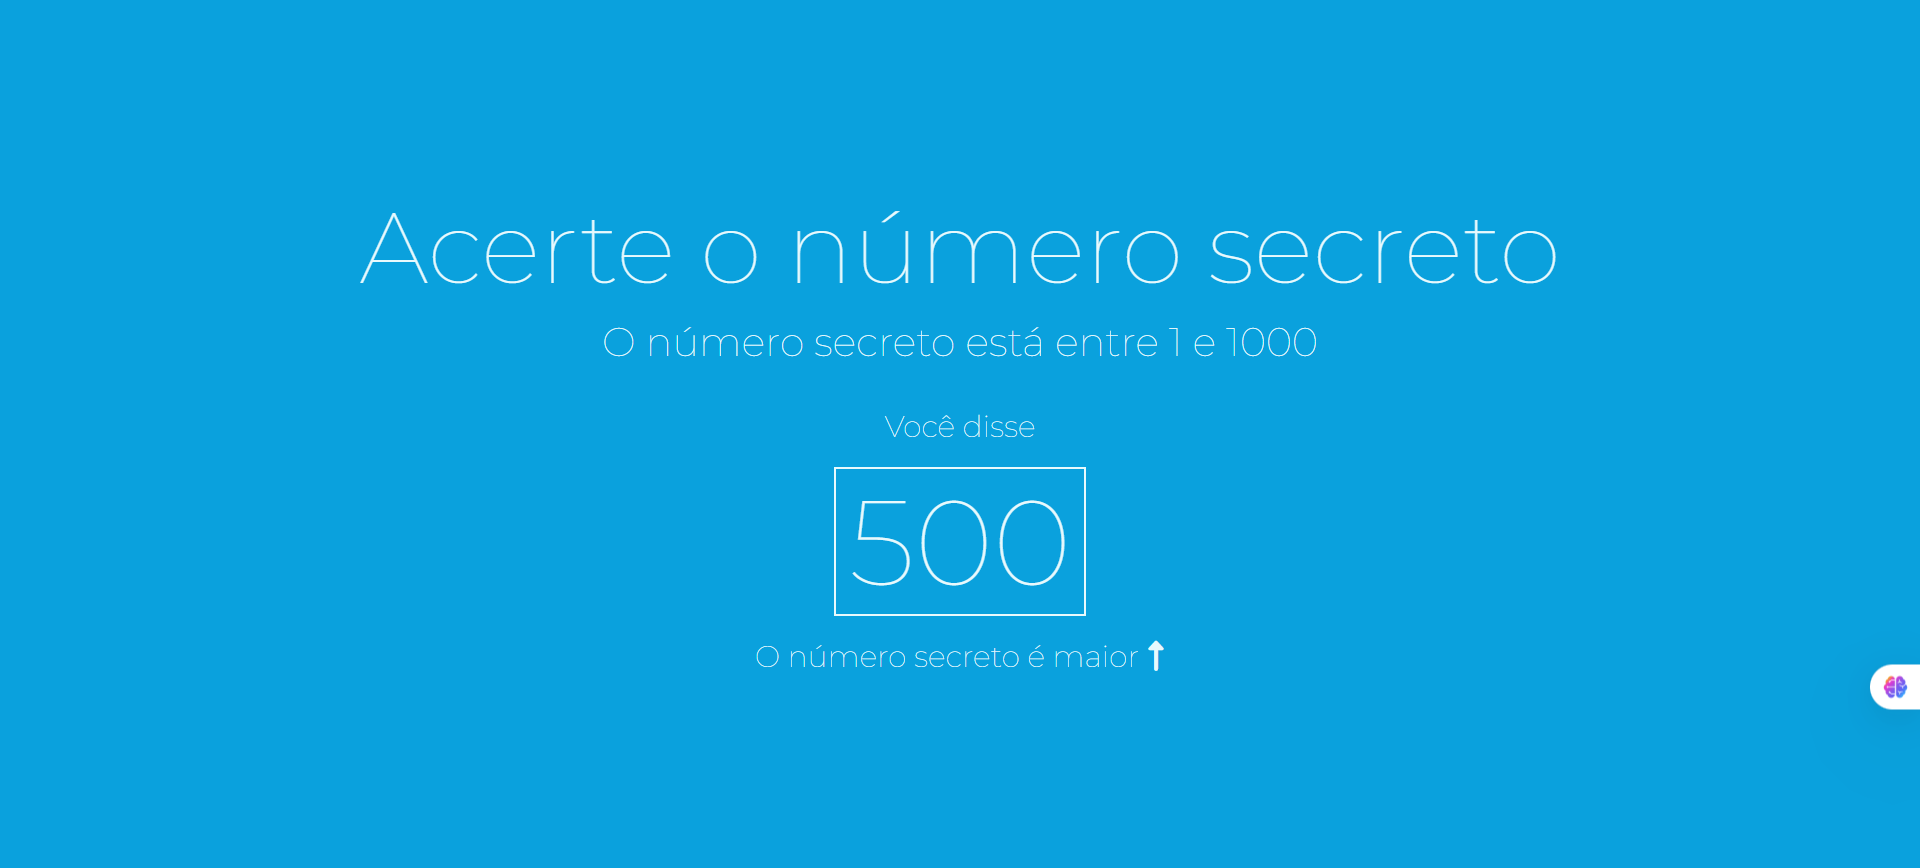 Acerte o número secreto
O número secreto está entre 1 e 1000
Você disse
500
O número secreto é maior